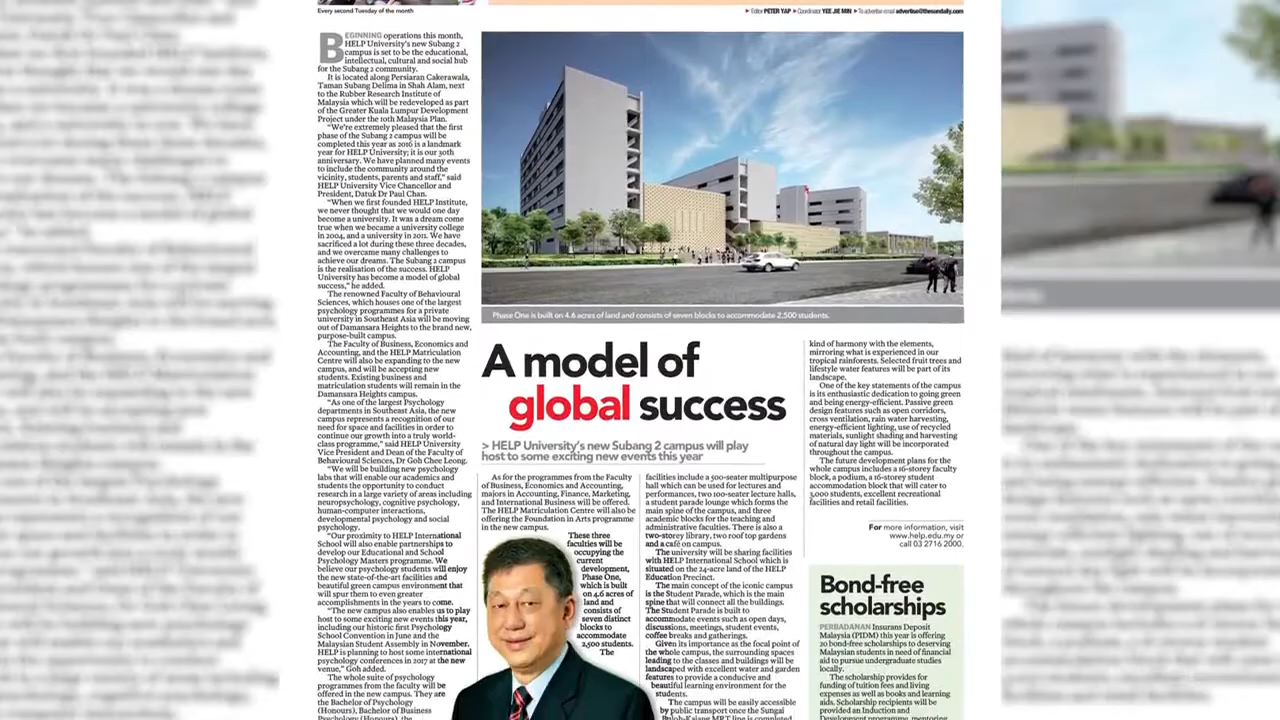 Every second Tuesday of the month
▸ Editor PETER YAP ▸ Coordinator YEE JIE MIN ▸ To advertise email advertise@thesundaily.com
BEGINNING operations this month,
HELP University's new Subang 2
campus is set to be the educational,
intellectual, cultural and social hub
for the Subang 2 community.
It is located along Persiaran Cakerawala,
Taman Subang Delima in Shah Alam, next
to the Rubber Research Institute of
Malaysia which will be redeveloped as part
of the Greater Kuala Lumpur Development
Project under the 10th Malaysia Plan.
"We're extremely pleased that the first
phase of the Subang 2 campus will be
completed this year as 2016 is a landmark
year for HELP University; it is our 30th
anniversary. We have planned many events
to include the community around the
vicinity, students, parents and staff," said
HELP University Vice Chancellor and
President, Datuk Dr Paul Chan.
"When we first founded HELP Institute,
we never thought that we would one day
become a university. It was a dream come
true when we became a university college
in 2004, and a university in 2011. We have
sacrificed a lot during these three decades,
and we overcame many challenges to
achieve our dreams. The Subang 2 campus
is the realisation of the success. HELP
University has become a model of global
success," he added.
The renowned Faculty of Behavioural
Sciences, which houses one of the largest
psychology programmes for a private
university in Southeast Asia will be moving
out of Damansara Heights to the brand new,
purpose-built campus.
The Faculty of Business, Economics and
Accounting, and the HELP Matriculation
Centre will also be expanding to the new
campus, and will be accepting new
students. Existing business and
matriculation students will remain in the
Damansara Heights campus.
"As one of the largest Psychology
departments in Southeast Asia, the new
campus represents a recognition of our
need for space and facilities in order to
continue our growth into a truly world-
class programme," said HELP University
Vice President and Dean of the Faculty of
Behavioural Sciences, Dr Goh Chee Leong.
"We will be building new psychology
labs that will enable our academics and
students the opportunity to conduct
research in a large variety of areas including
neuropsychology, cognitive psychology,
human-computer interactions,
developmental psychology and social
psychology.
"Our proximity to HELP International
School will also enable partnerships to
develop our Educational and School
Psychology Masters programme. We
believe our psychology students will enjoy
the new state-of-the-art facilities and
beautiful green campus environment that
will spur them to even greater
accomplishments in the years to come.
"The new campus also enables us to play
host to some exciting new events this year,
including our historic first Psychology
School Convention in June and the
Malaysian Student Assembly in November.
HELP is planning to host some international
psychology conferences in 2017 at the new
venue," Goh added.
The whole suite of psychology
programmes from the faculty will be
offered in the new campus. They are
the Bachelor of Psychology
(Honours), Bachelor of Business
Psychology (Honours), the
Phase One is built on 4.6 acres of land and consists of seven blocks to accommodate 2,500 students.
A model of
global success
> HELP University's new Subang 2 campus will play
host to some exciting new events this year
As for the programmes from the Faculty
of Business, Economics and Accounting,
majors in Accounting, Finance, Marketing,
and International Business will be offered.
The HELP Matriculation Centre will also be
offering the Foundation in Arts programme
in the new campus.
These three
faculties will be
occupying the
current
development,
Phase One,
which is built
on 4.6 acres of
land and
consists of
seven distinct
blocks to
accommodate
2,500 students.
The
facilities include a 500-seater multipurpose
hall which can be used for lectures and
performances, two 100-seater lecture halls,
a student parade lounge which forms the
main spine of the campus, and three
academic blocks for the teaching and
administrative faculties. There is also a
two-storey library, two roof top gardens
and a café on campus.
The university will be sharing facilities
with HELP International School which is
situated on the 24-acre land of the HELP
Education Precinct.
The main concept of the iconic campus
is the Student Parade, which is the main
spine that will connect all the buildings.
The Student Parade is built to
accommodate events such as open days,
discussions, meetings, student events,
coffee breaks and gatherings.
Given its importance as the focal point of
the whole campus, the surrounding spaces
leading to the classes and buildings will be
landscaped with excellent water and garden
features to provide a conducive and
beautiful learning environment for the
students.
The campus will be easily accessible
by public transport once the Sungai
Buloh-Kajang MRT line is completed
kind of harmony with the elements,
mirroring what is experienced in our
tropical rainforests. Selected fruit trees and
lifestyle water features will be part of its
landscape.
One of the key statements of the campus
is its enthusiastic dedication to going green
and being energy-efficient. Passive green
design features such as open corridors,
cross ventilation, rain water harvesting,
energy-efficient lighting, use of recycled
materials, sunlight shading and harvesting
of natural day light will be incorporated
throughout the campus.
The future development plans for the
whole campus includes a 16-storey faculty
block, a podium, a 16-storey student
accommodation block that will cater to
3,000 students, excellent recreational
facilities and retail facilities.
For more information, visit
www.help.edu.my or
call 03 2716 2000.
Bond-free
scholarships
PERBADANAN Insurans Deposit
Malaysia (PIDM) this year is offering
10 bond-free scholarships to deserving
Malaysian students in need of financial
aid to pursue undergraduate studies
locally.
The scholarship provides for
funding of tuition fees and living
expenses as well as books and learning
aids. Scholarship recipients will be
provided an Induction and
Development programme, mentoring